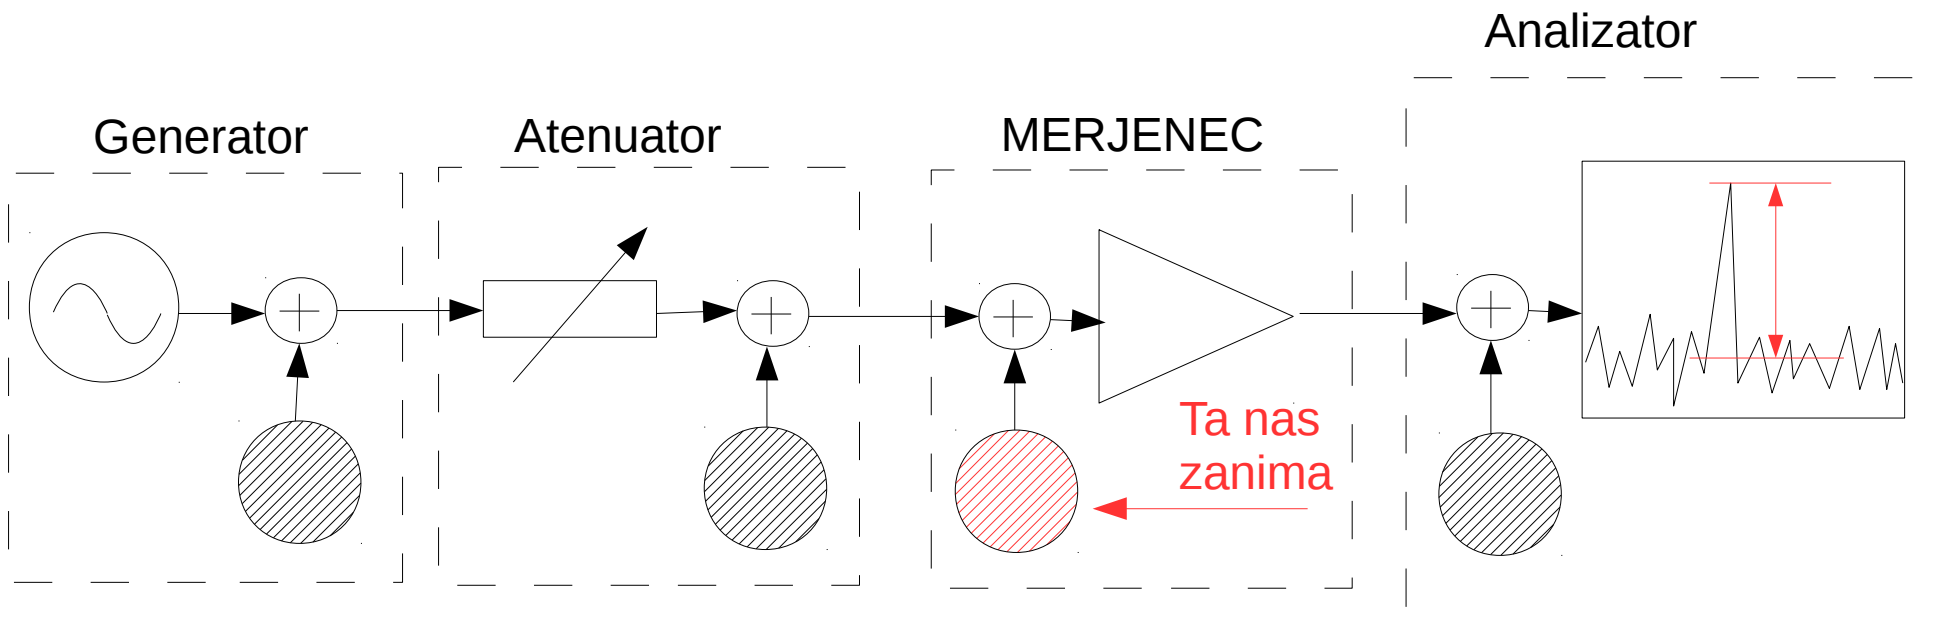 Analizator
Generator
Atenuator
MERJENEC
Ta nas
zanima